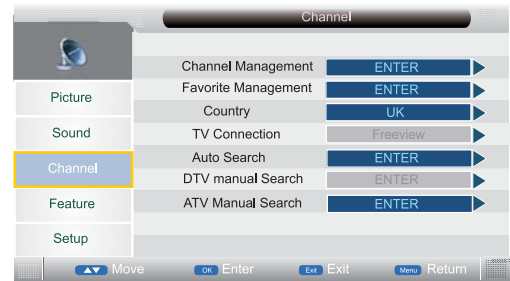 Channel
Channel Management ENTER
Favorite Management ENTER
Country UK
TV Connection Freeview
Auto Search ENTER
DTV manual Search ENTER
ATV Manual Search ENTER
Picture
Sound
Channel
Feature
Setup
Move OK Enter Exit Exit Menu Return